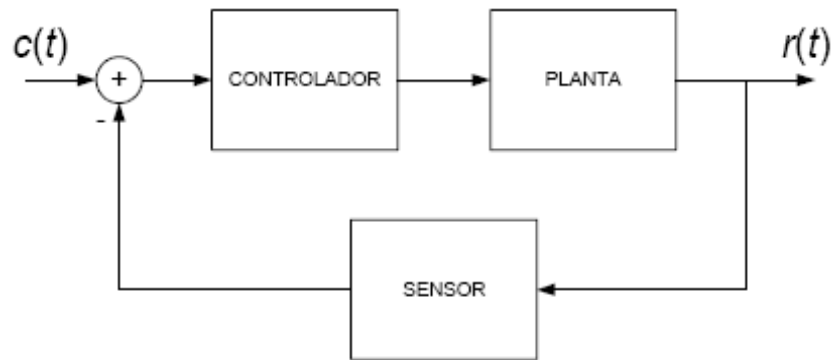 c(t)
r(t)
+
-
CONTROLADOR
PLANTA
SENSOR